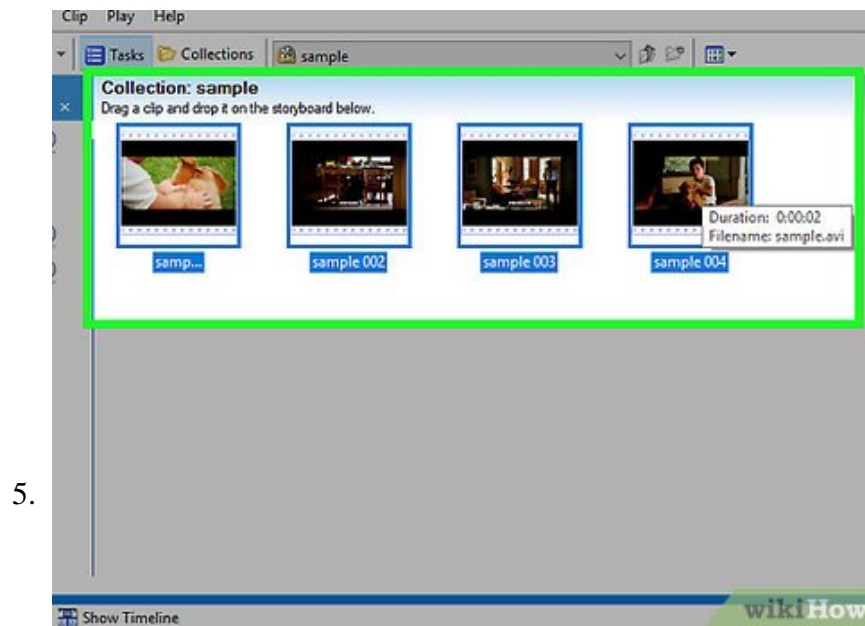 Clip Play Help
Tasks Collections sample
Collection: sample
Drag a clip and drop it on the storyboard below.
Duration: 0:00:02
Filename: sample.avi
samp... sample 002 sample 003 sample 004
5.
Show Timeline
wikiHow